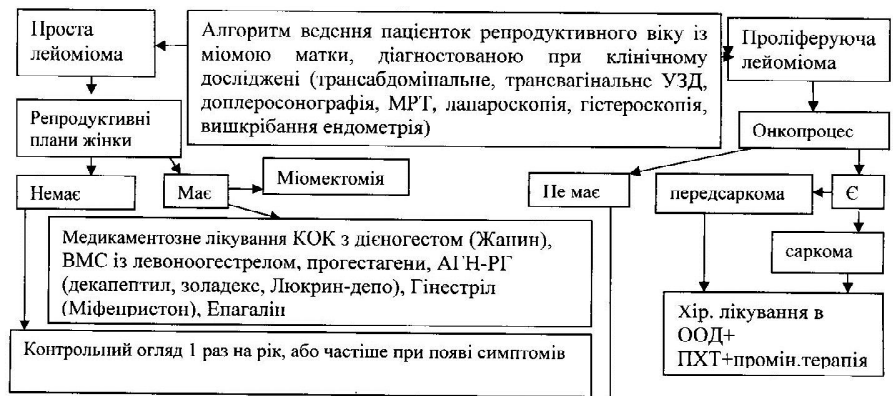 Проста
лейоміома
Алгоритм ведення пацієнток репродуктивного віку із
міомою матки, діагностованою при клінічному
досліджені (трансабдомінальне, трансвагінальне УЗД,
доплеросонографія, МРТ, лапароскопія, гістероскопія,
вишкрібання ендометрія)
Проліферуюча
лейоміома
Репродуктивні
плани жінки
Онкопроцес
Немає
Має
Міомектомія
Не має
передсаркома
Є
саркома
Медикаментозне лікування КОК з дієногестом (Жанин),
ВМС із левоноогестрелом, прогестагени, АГН-РГ
(декапептил, золадекс, Люкрин-депо), Гінестріл
(Міфепристон), Епагалін
Хір. лікування в
ООД+
ПХТ+промін.терапія
Контрольний огляд 1 раз на рік, або частіше при появі симптомів